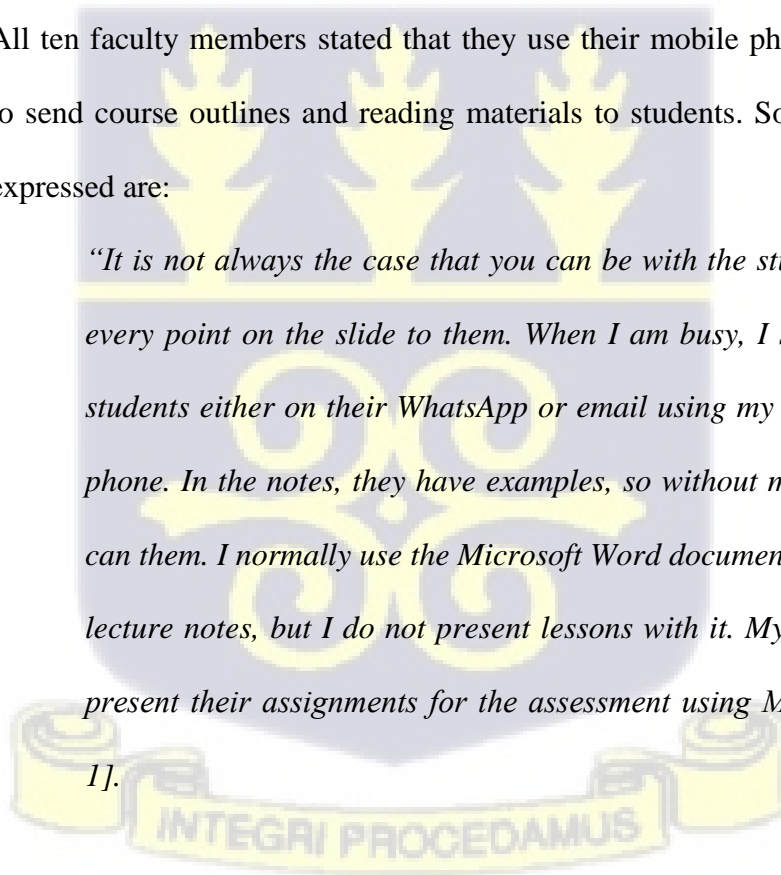 All ten faculty members stated that they use their mobile
to send course outlines and reading materials to students.
expressed are:
“It is not always the case that you can be with the
every point on the slide to them. When I am busy, I
students either on their WhatsApp or email using my
phone. In the notes, they have examples, so without
can them. I normally use the Microsoft Word
lecture notes, but I do not present lessons with it. My
present their assignments for the assessment using
1].
INTEGRI PROCEDAMUS